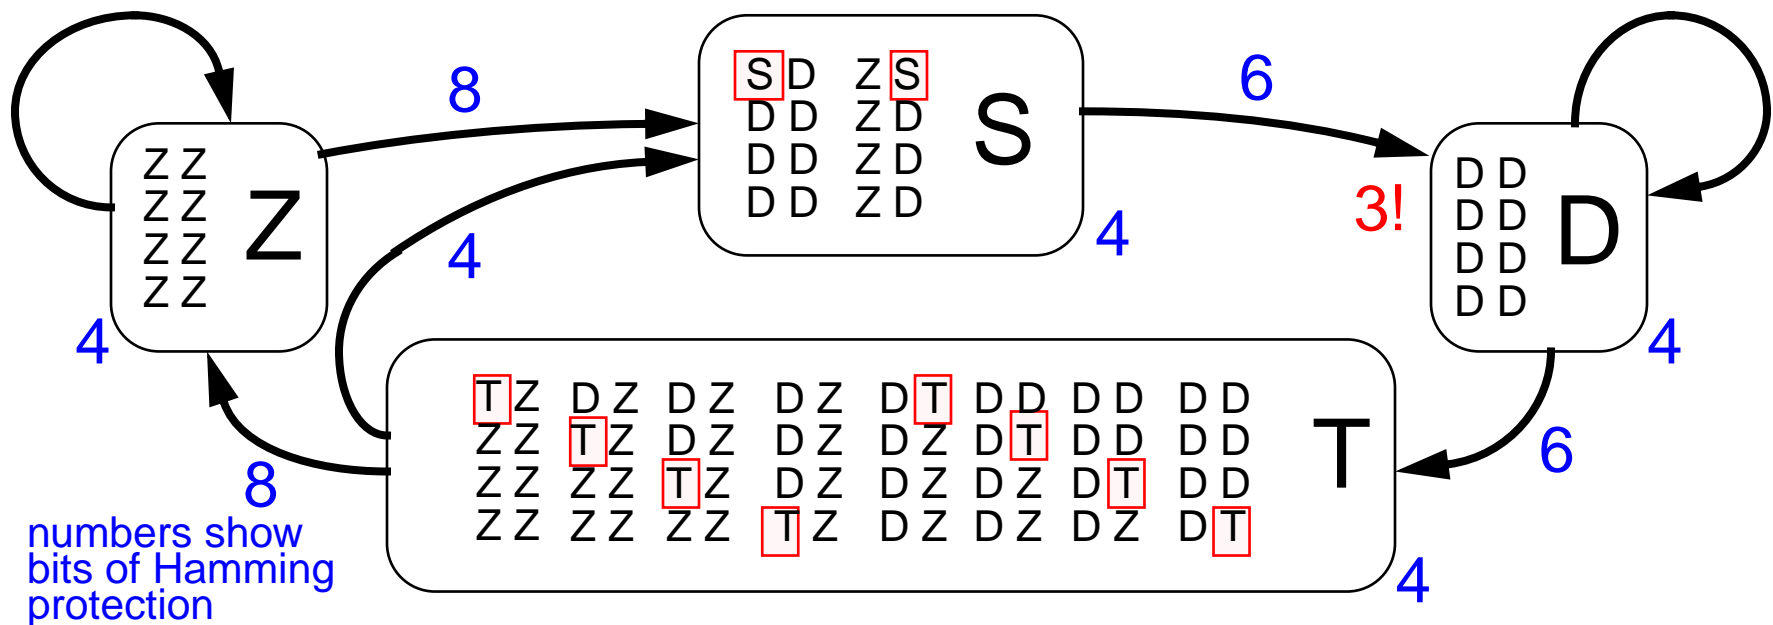 8
6
S D Z S
D D Z D
D D Z D
D D Z D
S
Z Z
Z Z
Z Z
Z Z
Z
4
4
4
3!
D D
D D
D D
D D
D
4
T Z D Z D Z D Z D T D D D D D D
Z Z T Z D Z D Z D Z D T D D D D
Z Z Z Z T Z D Z D Z D Z D T D D
Z Z Z Z Z Z T Z D Z D Z D Z D T
T
6
8
4
numbers show
bits of Hamming
protection